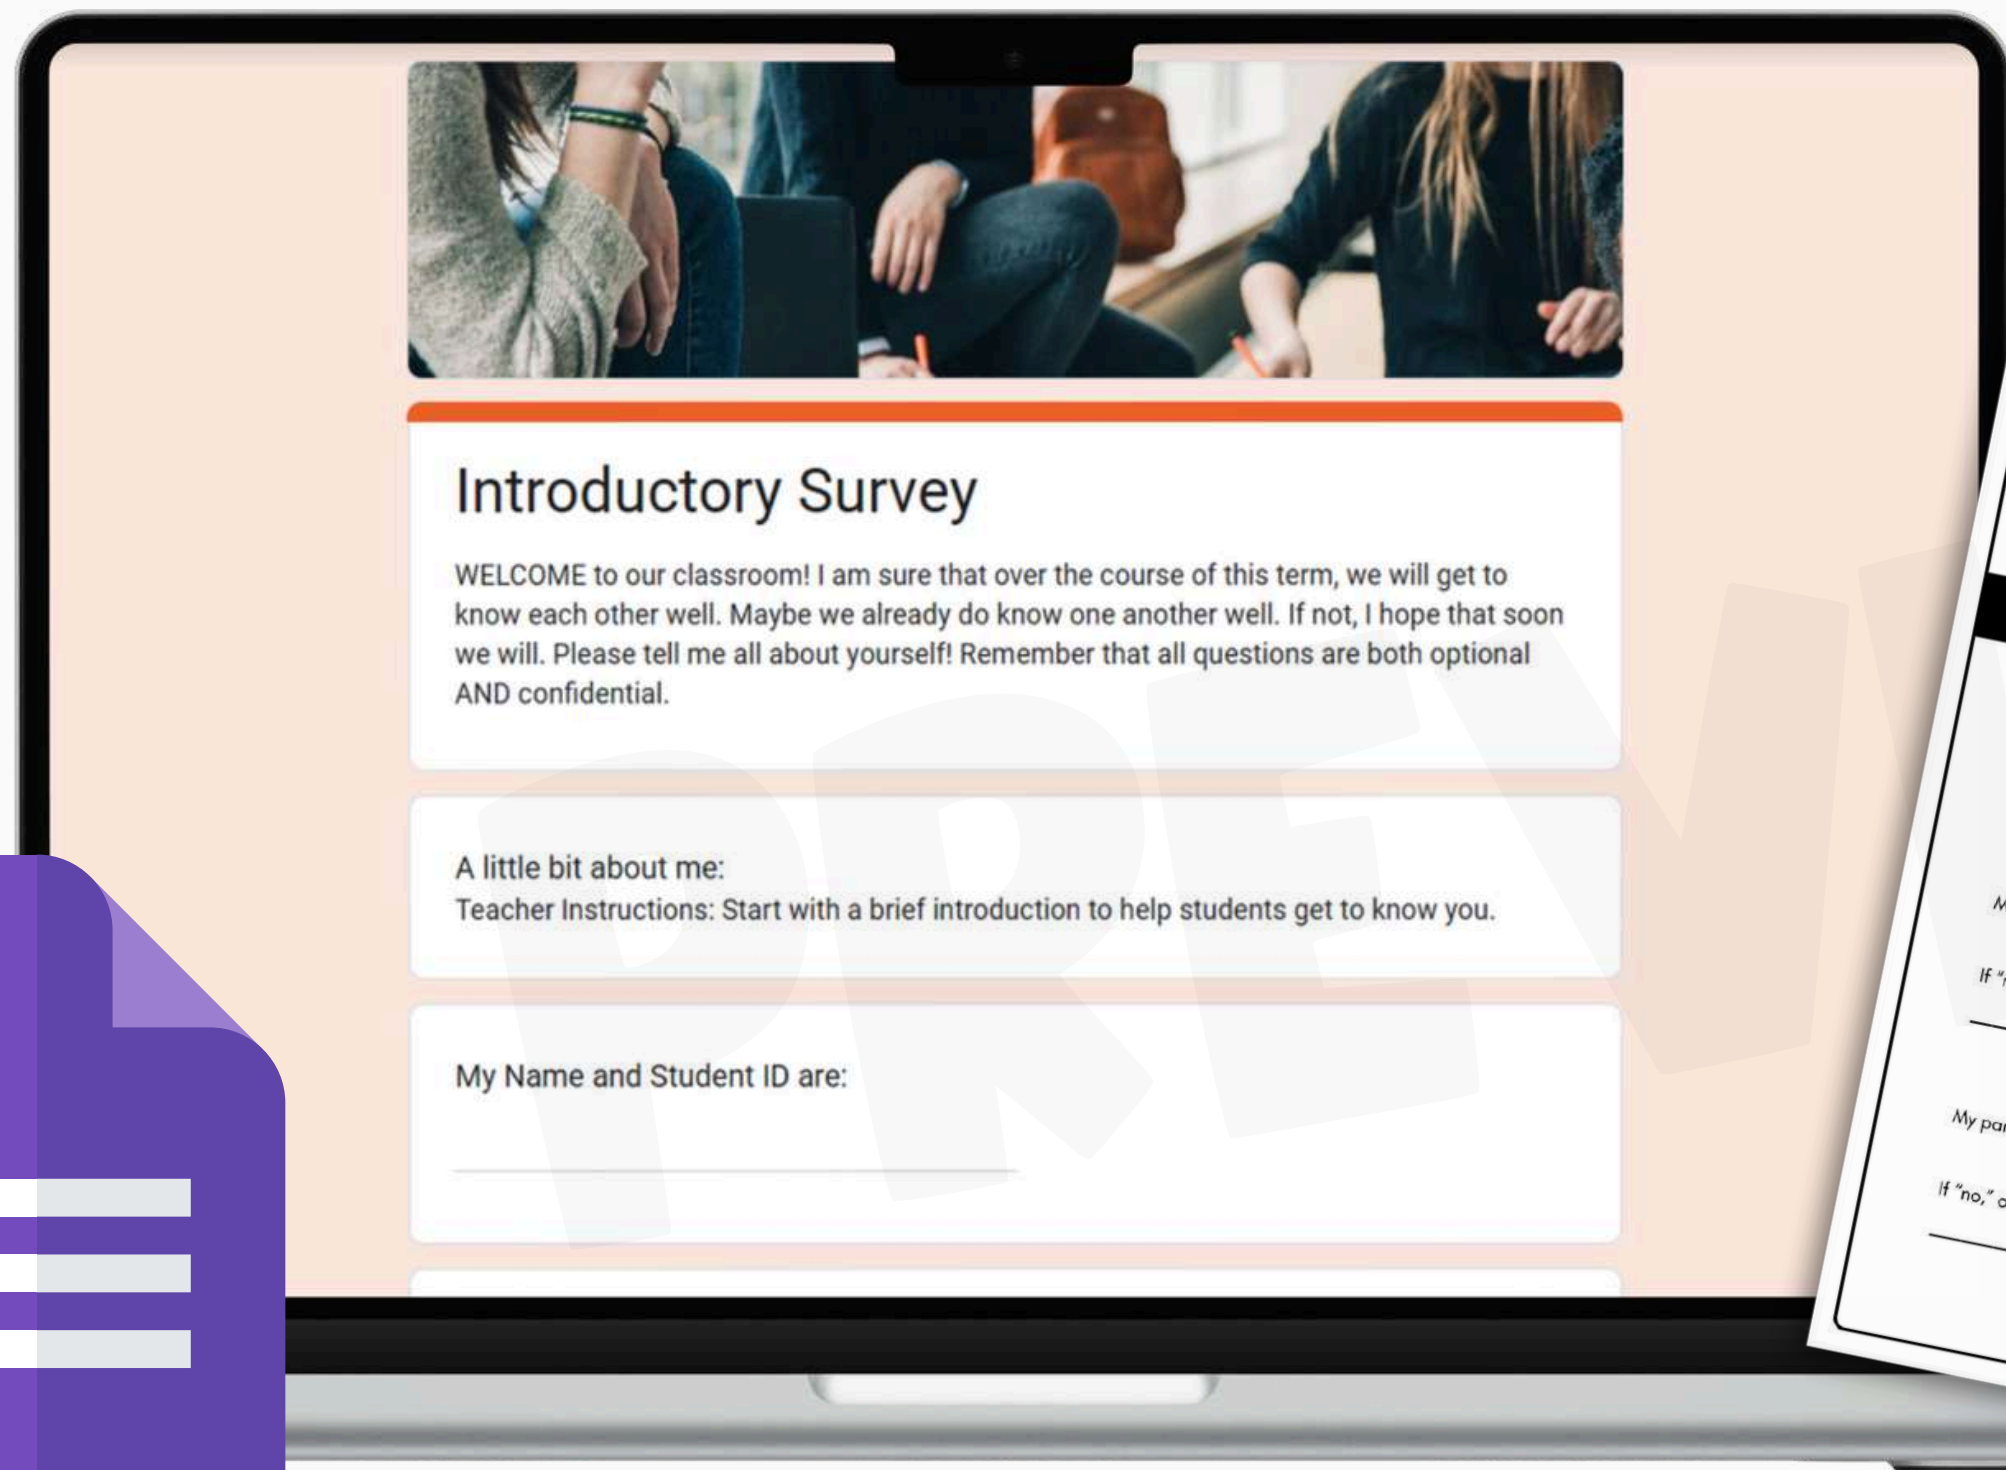 Introductory Survey
WELCOME to our classroom! I am sure that over the course of this term, we will get to
know each other well. Maybe we already do know one another well. If not, I hope that soon
we will. Please tell me all about yourself! Remember that all questions are both optional
AND confidential.
A little bit about me:
Teacher Instructions: Start with a brief introduction to help students get to know you.
My Name and Student ID are:
If
My
If "no,"